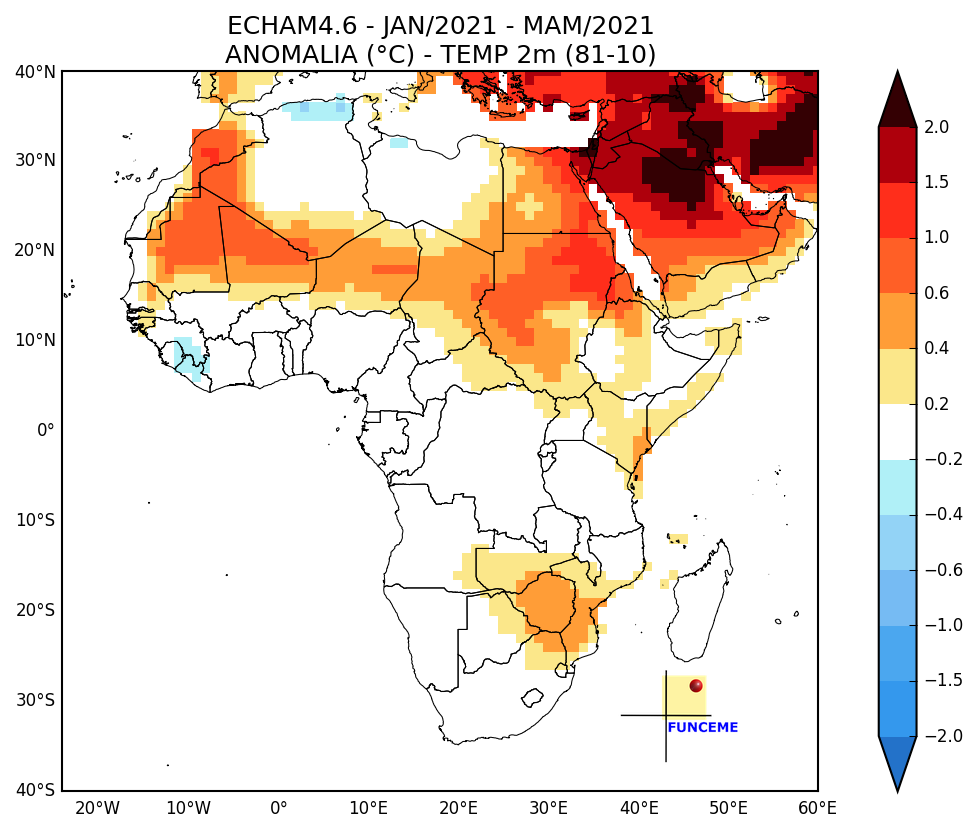 ECHAM4.6 - JAN/2021 - MAM/2021
ANOMALIA (°C) - TEMP 2m (81-10)
40°N
30°N
20°N
10°N
0°
10°S
20°S
30°S
40°S
20°W
10°W
0°
10°E
20°E
30°E
40°E
50°E
60°E
2.0
1.5
1.0
0.6
0.4
0.2
−0.2
−0.4
−0.6
−1.0
−1.5
−2.0
FUNCEME